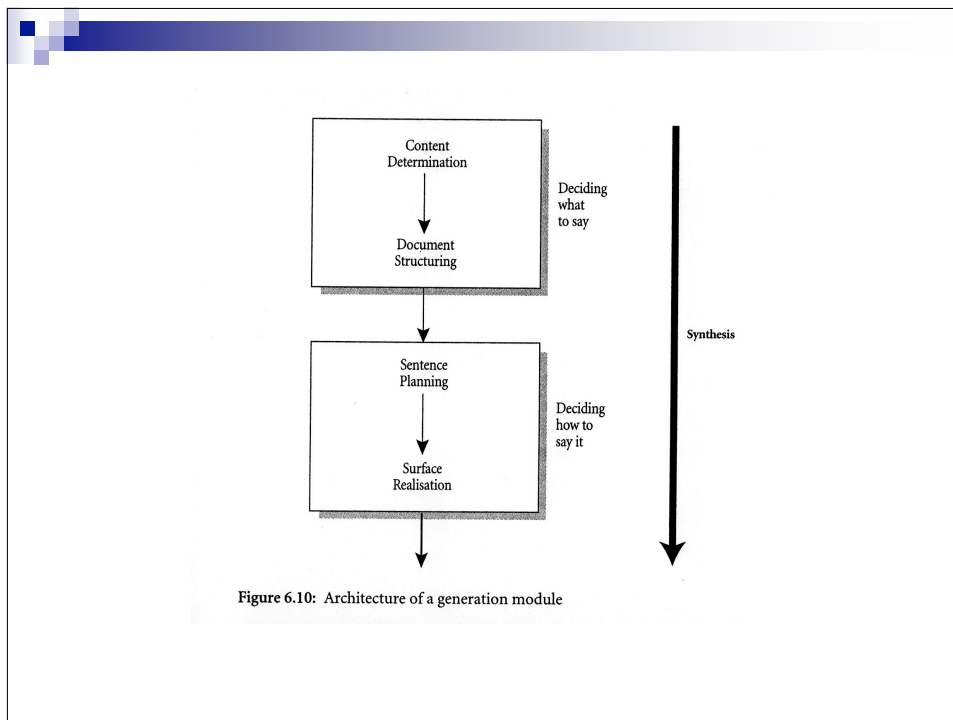 Content
Determination
Deciding
what
to say
Document
Structuring
Synthesis
Sentence
Planning
Deciding
how to
say it
Surface
Realisation
Figure 6.10: Architecture of a generation module